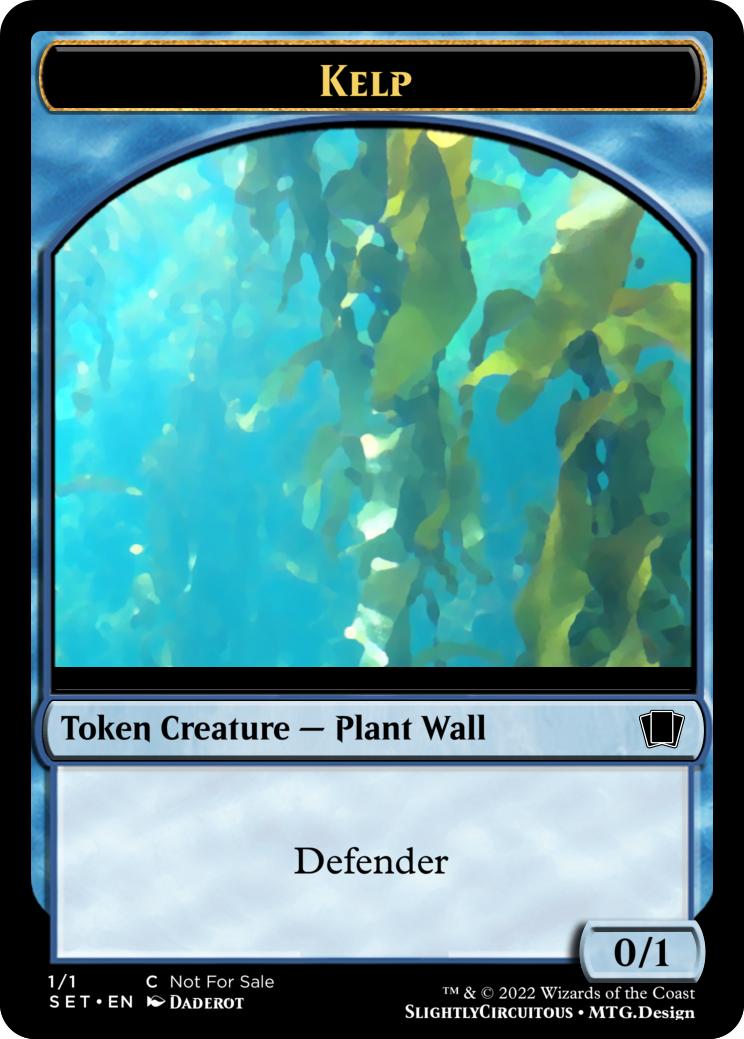 Kelp
Token Creature — Plant Wall
Defender
0/1
1/1 C Not For Sale
SET • EN Daderot
™ & © 2022 Wizards of the Coast
SlightlyCircuitous • MTG.Design